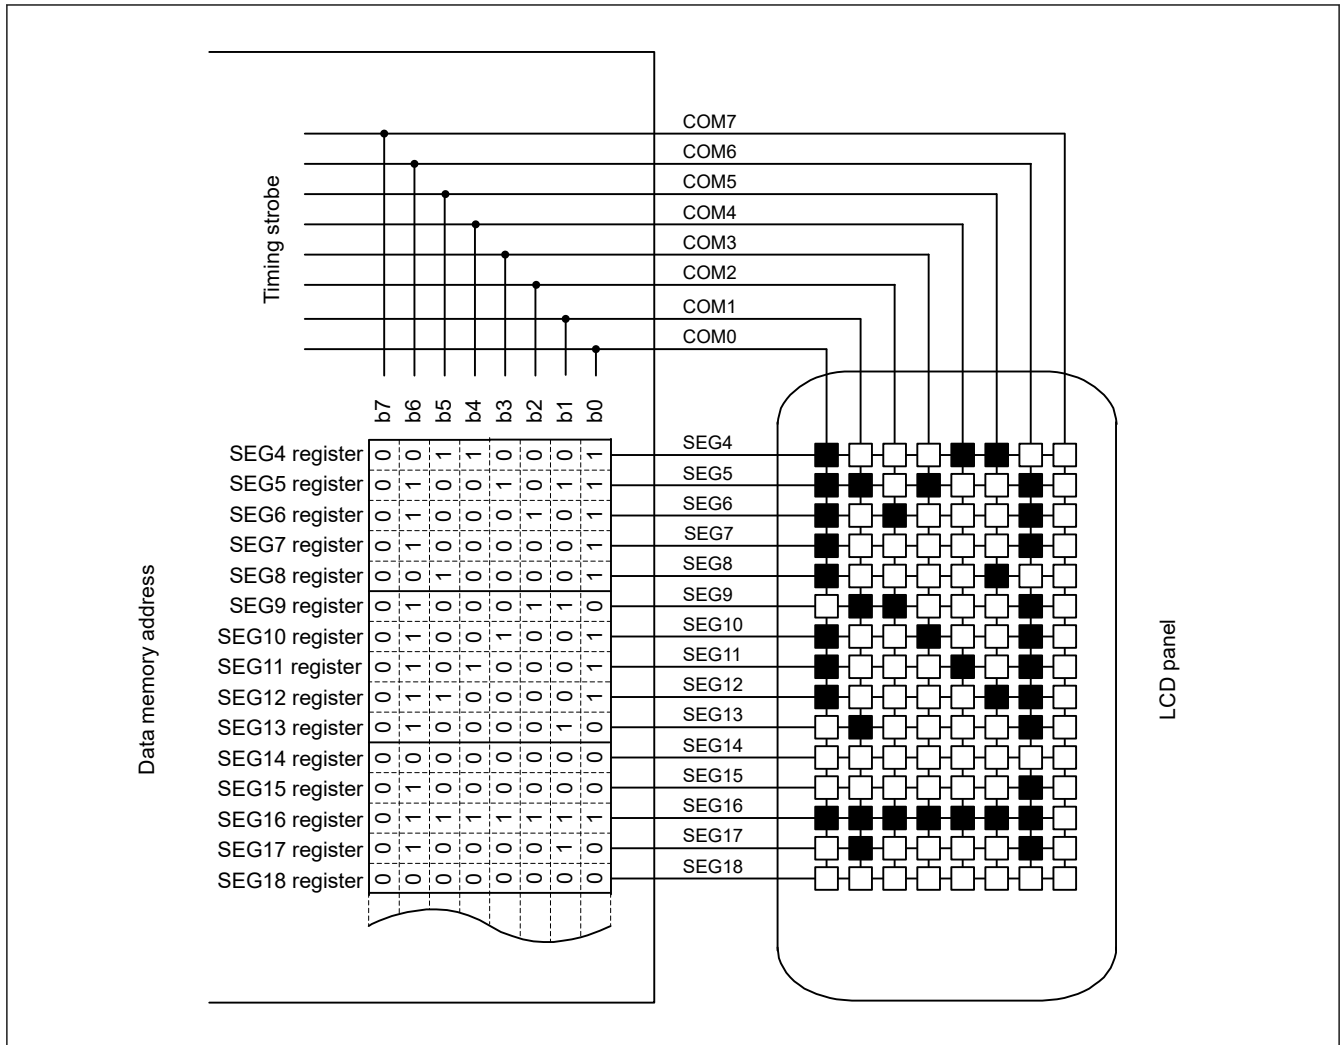 COM7
COM6
COM5
COM4
COM3
COM2
COM1
COM0
Timing strobe
b7 b6 b5 b4 b3 b2 b1 b0
SEG4 register 0 0 1 1 0 0 0 1 SEG4
SEG5 register 0 1 0 0 1 0 1 1 SEG5
SEG6 register 0 1 0 0 0 1 0 1 SEG6
SEG7 register 0 1 0 0 0 0 0 1 SEG7
SEG8 register 0 0 1 0 0 0 0 1 SEG8
SEG9 register 0 1 0 0 0 1 1 0 SEG9
SEG10 register 0 1 0 0 1 0 0 1 SEG10
SEG11 register 0 1 0 1 0 0 0 1 SEG11
SEG12 register 0 1 1 0 0 0 0 1 SEG12
SEG13 register 0 1 0 0 0 0 1 0 SEG13
SEG14 register 0 0 0 0 0 0 0 0 SEG14
SEG15 register 0 1 0 0 0 0 0 0 SEG15
SEG16 register 0 1 1 1 1 1 1 1 SEG16
SEG17 register 0 1 0 0 0 0 1 0 SEG17
SEG18 register 0 0 0 0 0 0 0 0 SEG18
Data memory address
LCD panel